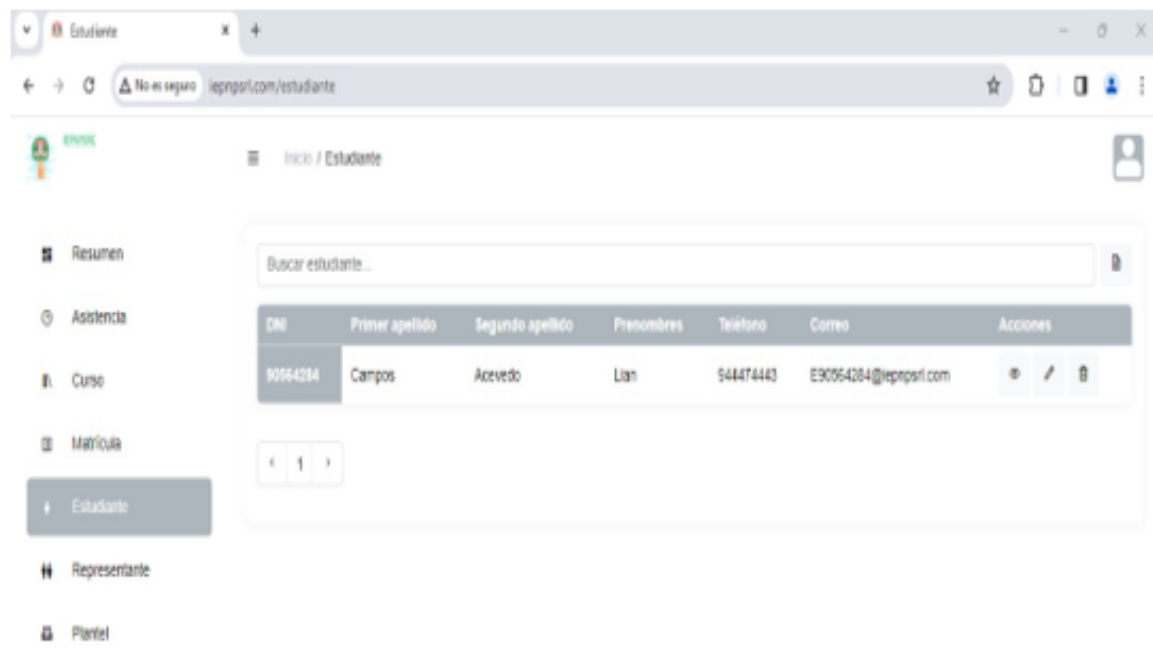 Estudiante
No es seguro iepnpsrl.com/estudiante
Inicio / Estudiante
Resumen
Asistencia
Curso
Matrícula
Estudiante
Representante
Plantel
Buscar estudiante...
DNI Primer apellido Segundo apellido Prenombres Teléfono Correo Acciones
90564284 Campos Acevedo Lian 944474443 E90564284@iepnpsrl.com
1